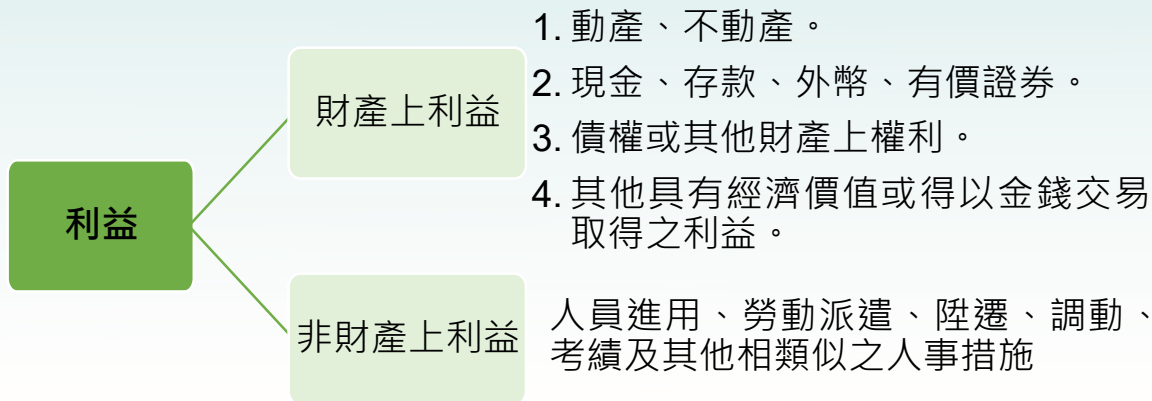 利益
財產上利益
1. 動產、不動產。
2. 現金、存款、外幣、有價證券。
3. 債權或其他財產上權利。
4. 其他具有經濟價值或得以金錢交易
取得之利益。
非財產上利益
人員進用、勞動派遣、陞遷、調動、
考績及其他相類似之人事措施